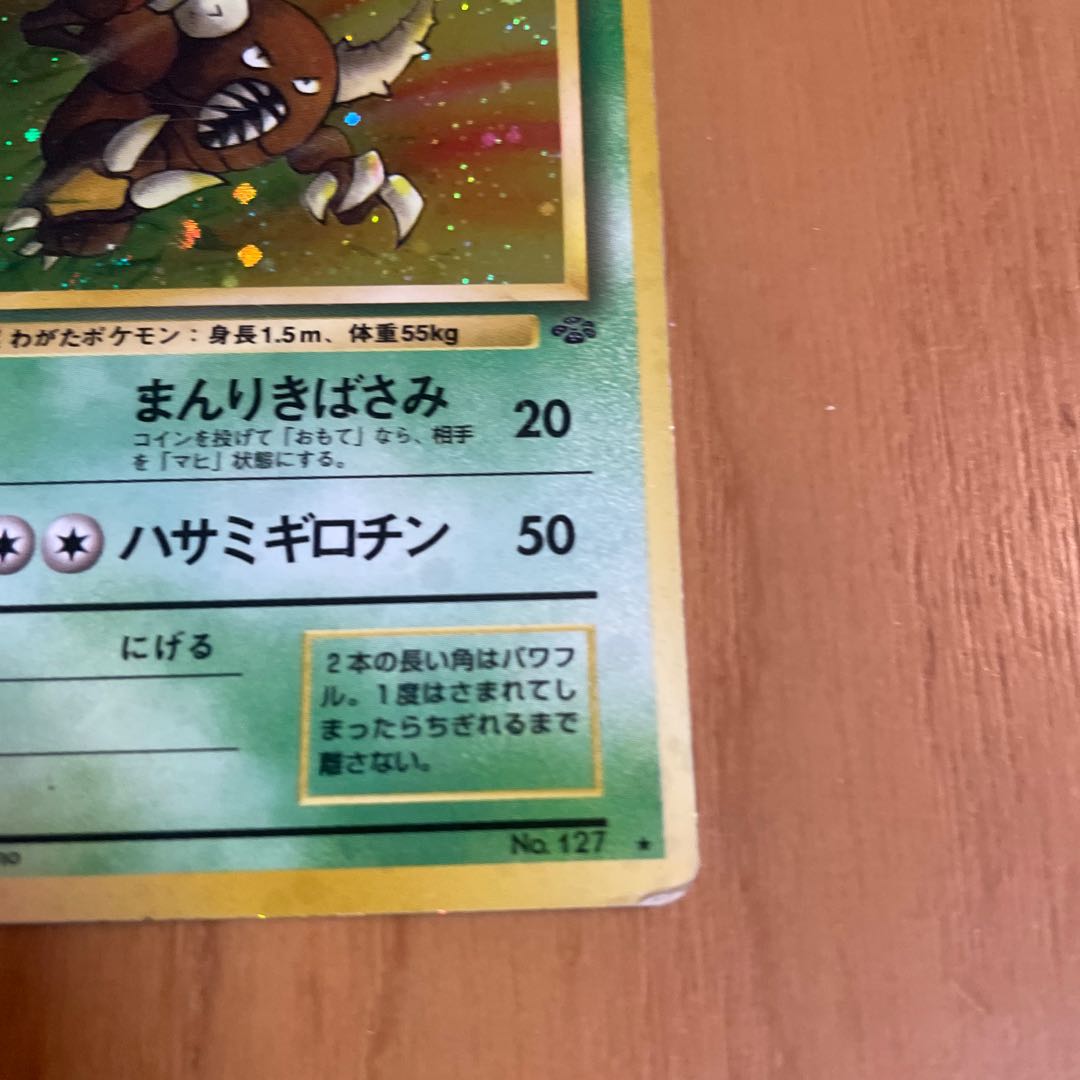 わがたポケモン：身長1.5m、体重55kg
まんりきばさみ 20
コインを投げて「おもて」なら、相手
を「マヒ」状態にする。
ハサミギロチン 50
にげる
2本の長い角はパワフ
ル。1度はさまれてし
まったらちぎれるまで
離さない。
No. 127 ★